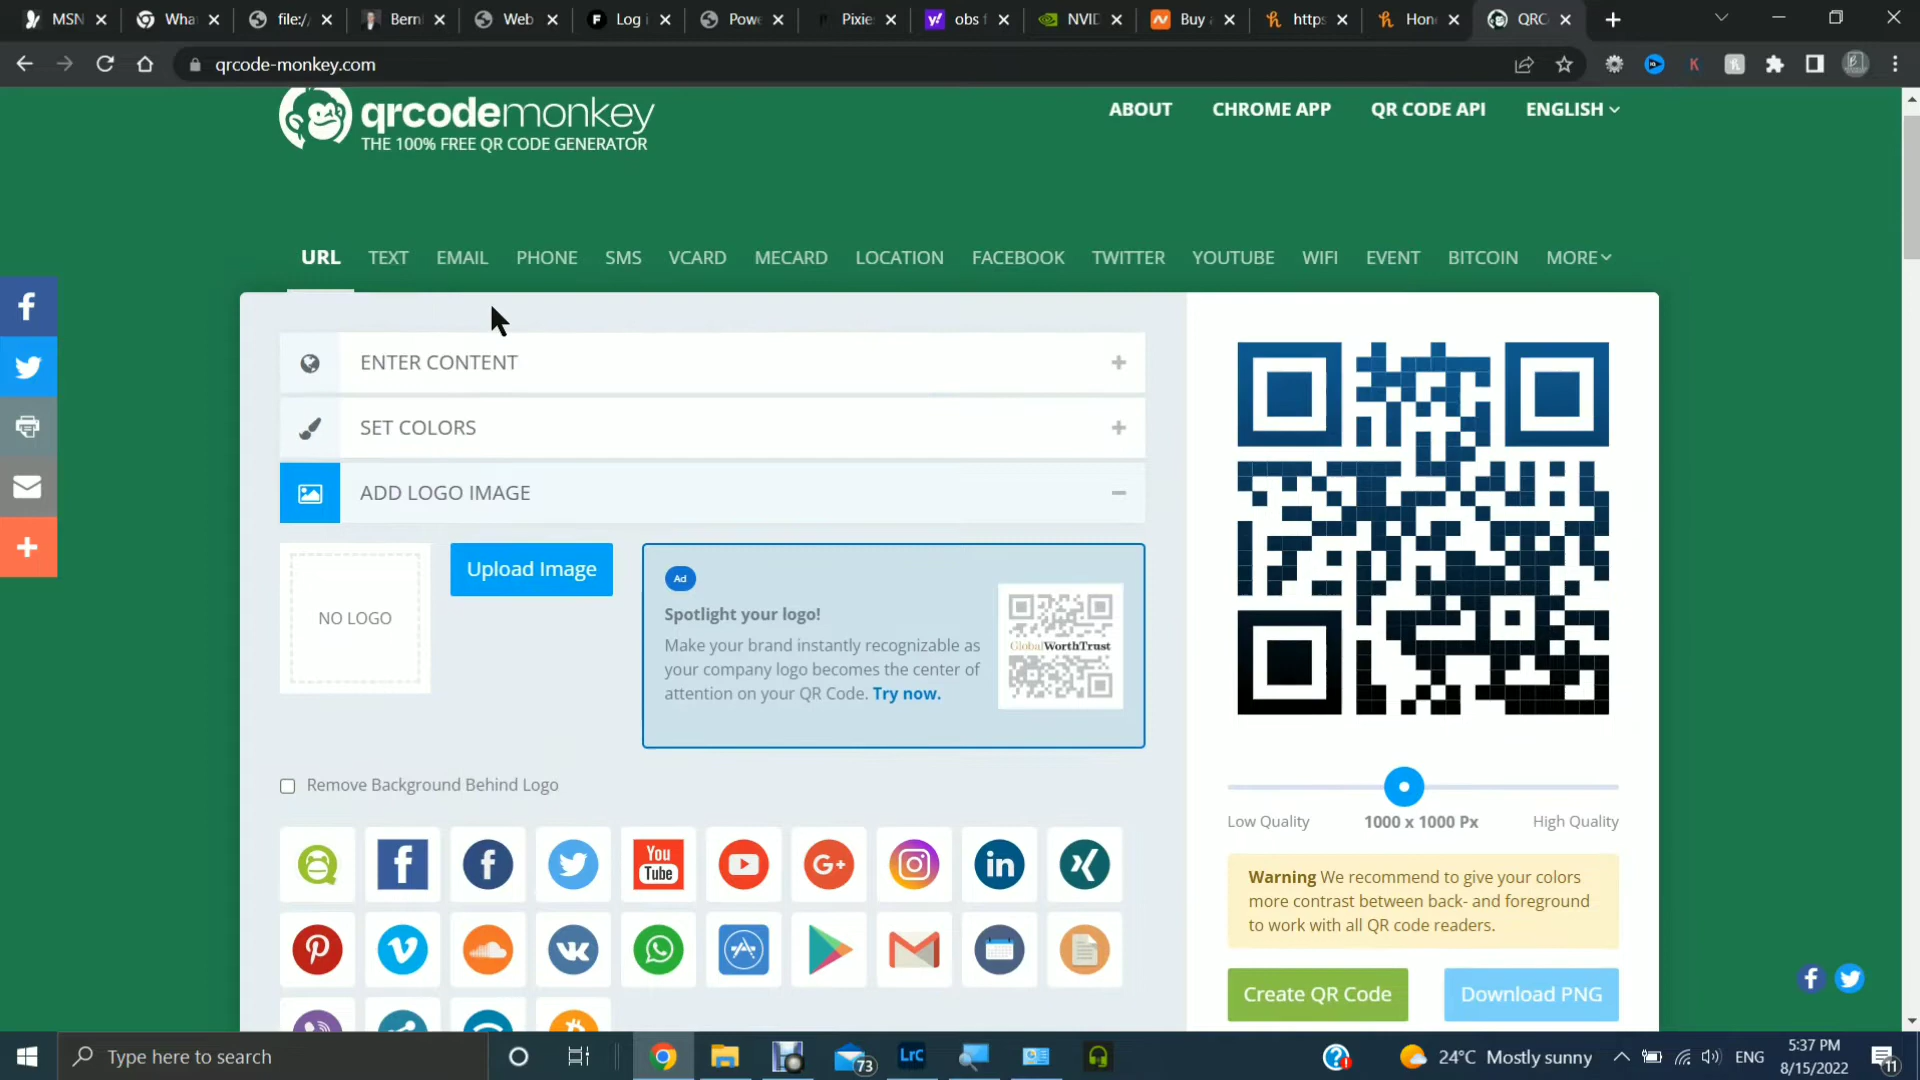 MSN
Wha
file:/
Bern
Web
Log i
Powe
Pixie
obs f
NVID
Buy
https
Hon
QRC
qrcode-monkey.com
K
qrcodemonkey
THE 100% FREE QR CODE GENERATOR
ABOUT
CHROME APP
QR CODE API
ENGLISH
URL
TEXT
EMAIL
PHONE
SMS
VCARD
MECARD
LOCATION
FACEBOOK
TWITTER
YOUTUBE
WIFI
EVENT
BITCOIN
MORE
ENTER CONTENT
SET COLORS
ADD LOGO IMAGE
NO LOGO
Upload Image
Ad
Spotlight your logo!
Make your brand instantly recognizable as
your company logo becomes the center of
attention on your QR Code. Try now.
GlobalWorthTrust
Remove Background Behind Logo
You
Tube
G+
in
Low Quality
1000 x 1000 Px
High Quality
Warning We recommend to give your colors
more contrast between back- and foreground
to work with all QR code readers.
Create QR Code
Download PNG
Type here to search
73
LrC
24°C Mostly sunny
ENG
5:37 PM
8/15/2022
11